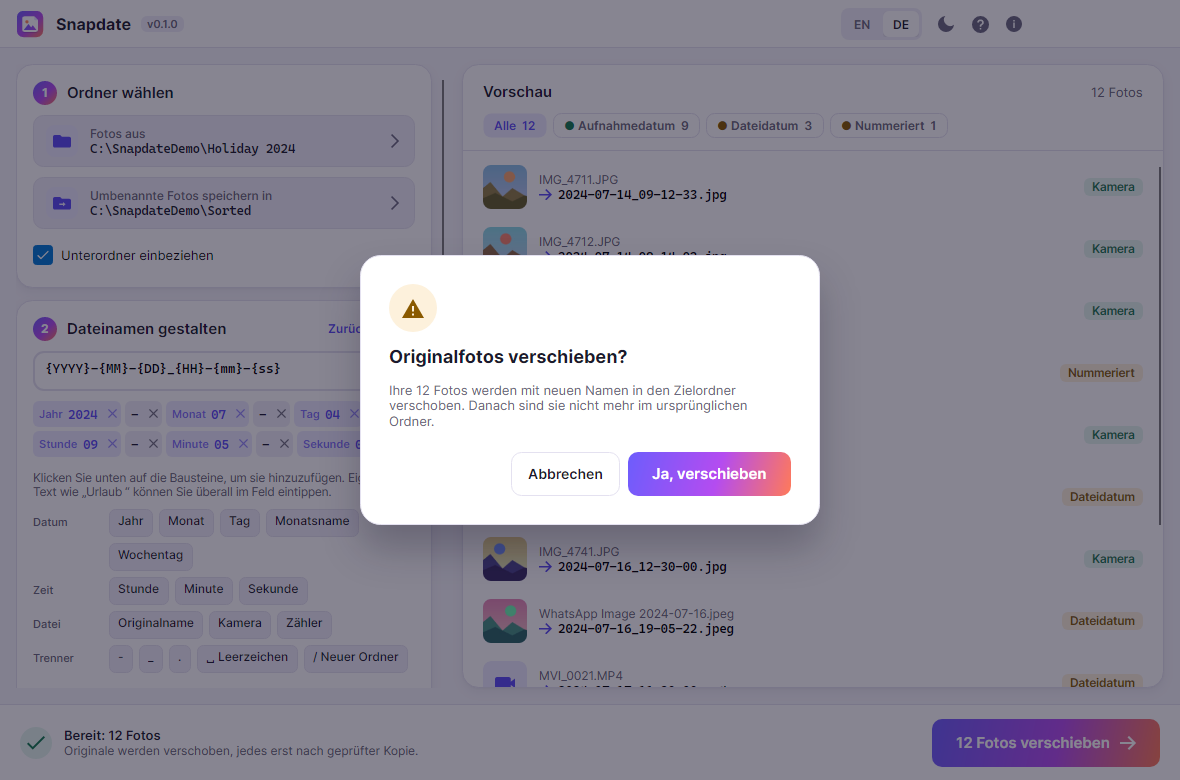 Snapdate v0.1.0
EN DE
1 Ordner wählen
Fotos aus
C:\SnapdateDemo\Holiday 2024
Umbenannte Fotos speichern in
C:\SnapdateDemo\Sorted
Unterordner einbeziehen
2 Dateinamen gestalten
{YYYY}-{MM}-{DD}_{HH}-{mm}-{ss}
Jahr 2024 × – × Monat 07 × – × Tag 04 ×
Stunde 09 × – × Minute 05 × – × Sekunde
Klicken Sie unten auf die Bausteine, um sie hinzuzufügen.
Text wie „Urlaub “ können Sie überall im Feld eintippen.
Datum Jahr Monat Tag Monatsname
Wochentag
Zeit Stunde Minute Sekunde
Datei Originalname Kamera Zähler
Trenner - _ . ␣ Leerzeichen / Neuer Ordner
Vorschau 12 Fotos
Alle 12 Aufnahmedatum 9 Dateidatum 3 Nummeriert 1
IMG_4711.JPG
→ 2024-07-14_09-12-33.jpg
Kamera
IMG_4712.JPG
Kamera
Kamera
Nummeriert
Kamera
Dateidatum
Originalfotos verschieben?
Ihre 12 Fotos werden mit neuen Namen in den Zielordner
verschoben. Danach sind sie nicht mehr im ursprünglichen
Ordner.
Abbrechen Ja, verschieben
IMG_4741.JPG
→ 2024-07-16_12-30-00.jpg
Kamera
WhatsApp Image 2024-07-16.jpeg
→ 2024-07-16_19-05-22.jpeg
Dateidatum
MVI_0021.MP4
Dateidatum
Bereit: 12 Fotos
Originale werden verschoben, jedes erst nach geprüfter Kopie.
12 Fotos verschieben →